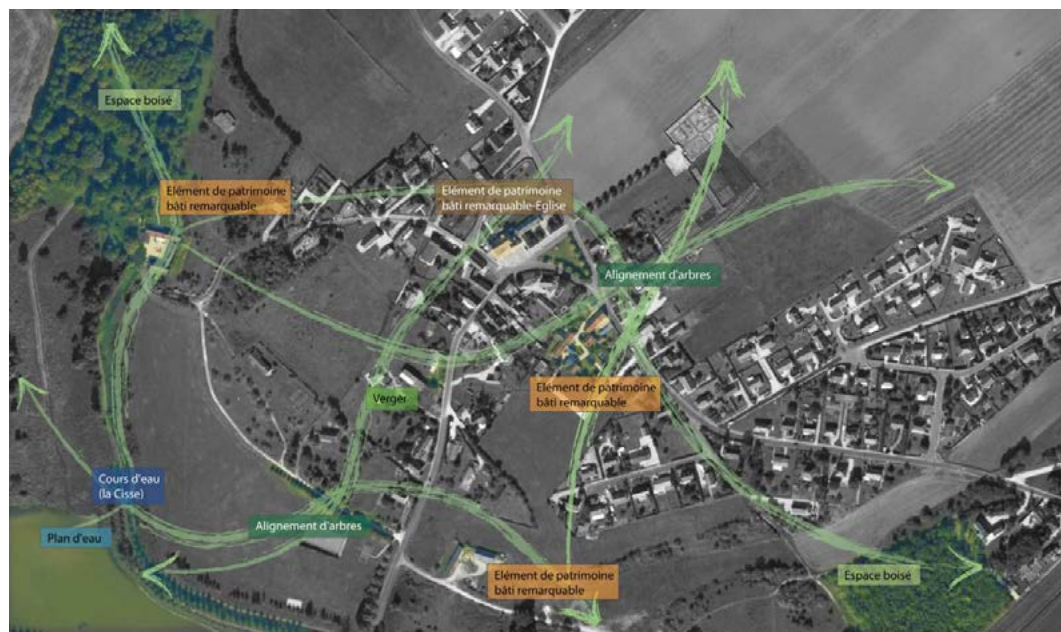 Espace boisé
Elément de patrimoine
bâti remarquable
Elément de patrimoine
bâti remarquable-Eglise
Alignement d'arbres
Elément de patrimoine
bâti remarquable
Verger
Cours d'eau
(la Cisse)
Alignement d'arbres
Plan d'eau
Elément de patrimoine
bâti remarquable
Espace boisé